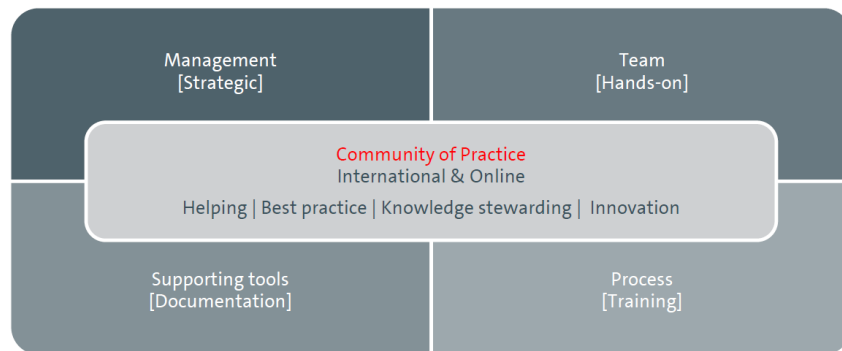 Management
[Strategic]
Team
[Hands-on]
Community of Practice
International & Online
Helping | Best practice | Knowledge stewarding | Innovation
Supporting tools
[Documentation]
Process
[Training]